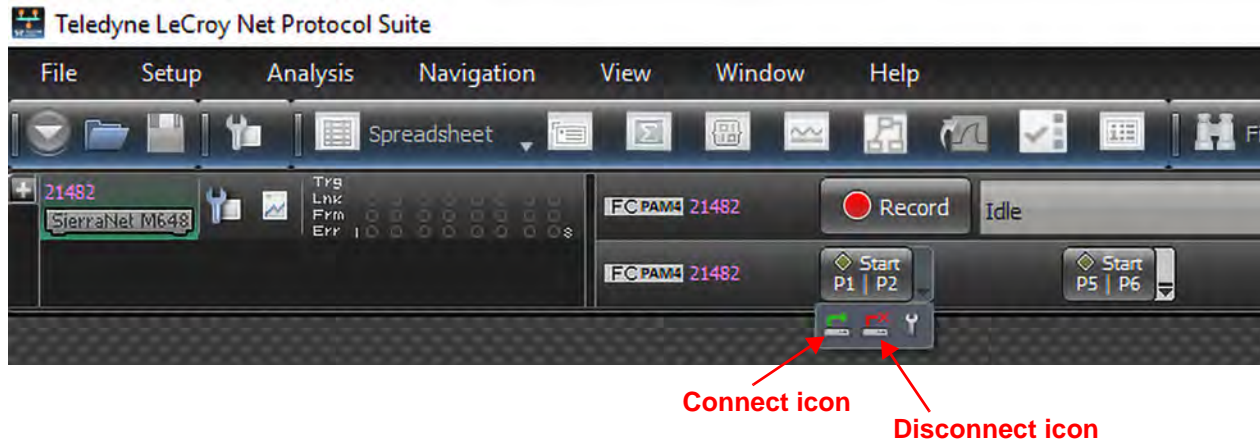 Teledyne LeCroy Net Protocol Suite
File Setup Analysis Navigation View Window Help
Spreadsheet F
21482
SierraNet M648
Trg
Lnk
Frm
Err 1 8
FC PAM4 21482 Record Idle
FC PAM4 21482 Start P1 | P2 Start P5 | P6
Connect icon
Disconnect icon